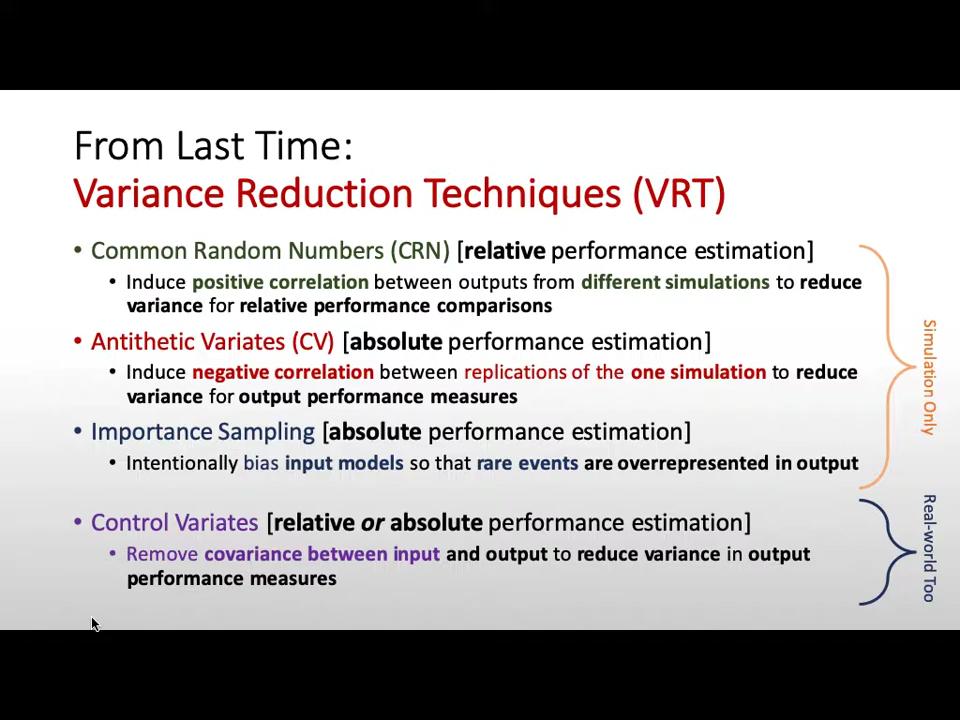 From Last Time:
Variance Reduction Techniques (VRT)
• Common Random Numbers (CRN) [relative performance estimation]
• Induce positive correlation between outputs from different simulations to reduce
variance for relative performance comparisons
• Antithetic Variates (CV) [absolute performance estimation]
• Induce negative correlation between replications of the one simulation to reduce
variance for output performance measures
• Importance Sampling [absolute performance estimation]
• Intentionally bias input models so that rare events are overrepresented in output
Simulation Only
• Control Variates [relative or absolute performance estimation]
• Remove covariance between input and output to reduce variance in output
performance measures
Real-world Too